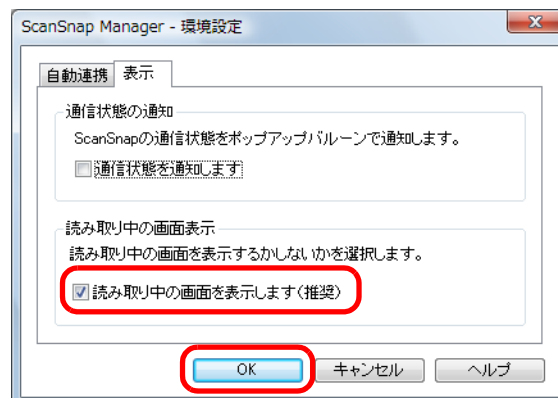 ScanSnap Manager - 環境設定
自動連携 表示
通信状態の通知
ScanSnapの通信状態をポップアップバルーンで通知します。
通信状態を通知します
読み取り中の画面表示
読み取り中の画面を表示するかしないかを選択します。
読み取り中の画面を表示します(推奨)
OK キャンセル ヘルプ